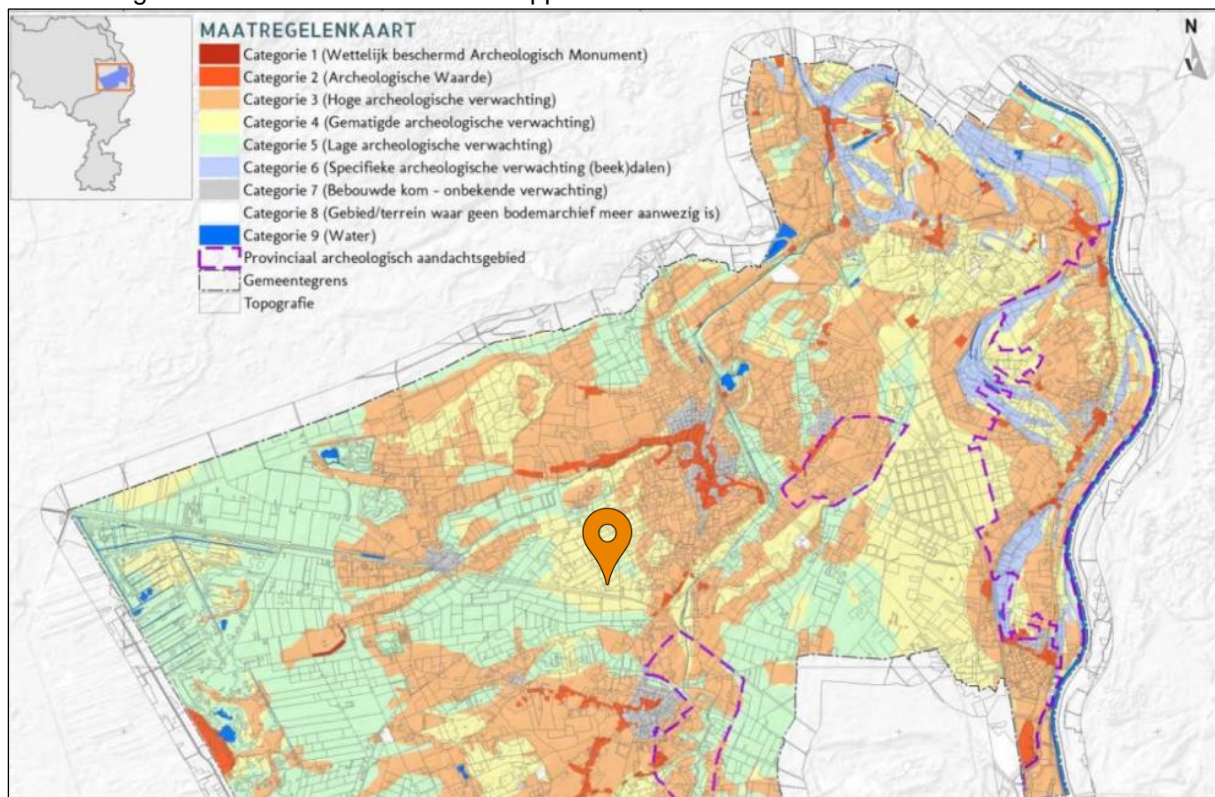 MAATREGELENKAART
Categorie 1 (Wettelijk beschermd Archeologisch Monument)
Categorie 2 (Archeologische Waarde)
Categorie 3 (Hoge archeologische verwachting)
Categorie 4 (Gematigde archeologische verwachting)
Categorie 5 (Lage archeologische verwachting)
Categorie 6 (Specifieke archeologische verwachting (beek)dalen)
Categorie 7 (Bebouwde kom - onbekende verwachting)
Categorie 8 (Gebied/terrein waar geen bodemarchief meer aanwezig is)
Categorie 9 (Water)
Provinciaal archeologisch aandachtsgebied
Gemeentegrens
Topografie
N